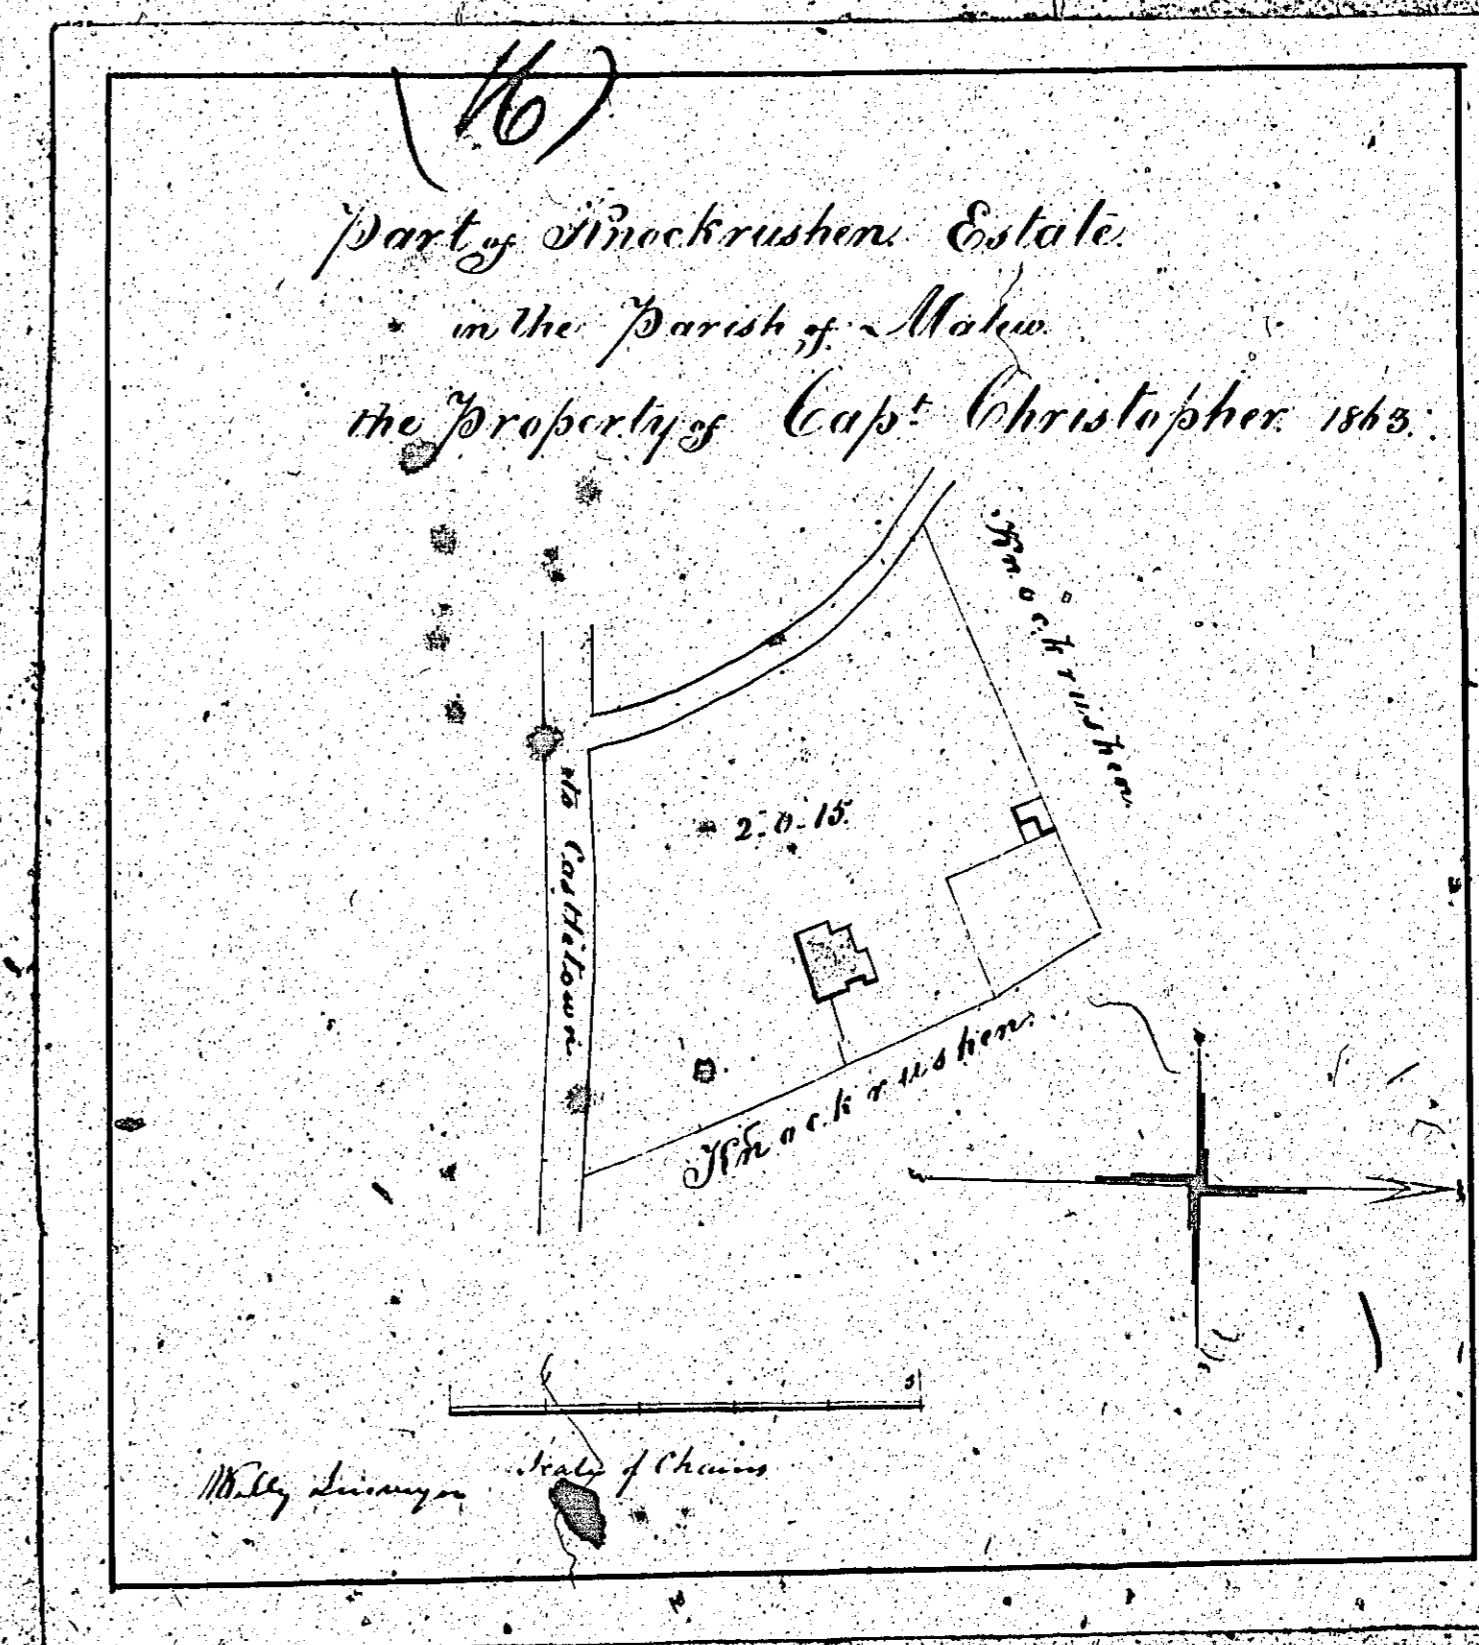 (16)
Part of Knockrushen Estate
in the Parish of Malew
the Property of Capt Christopher 1863.
Knockrushen
to Castletown
2.0.15
Knockrushen
5
Scale of Chains